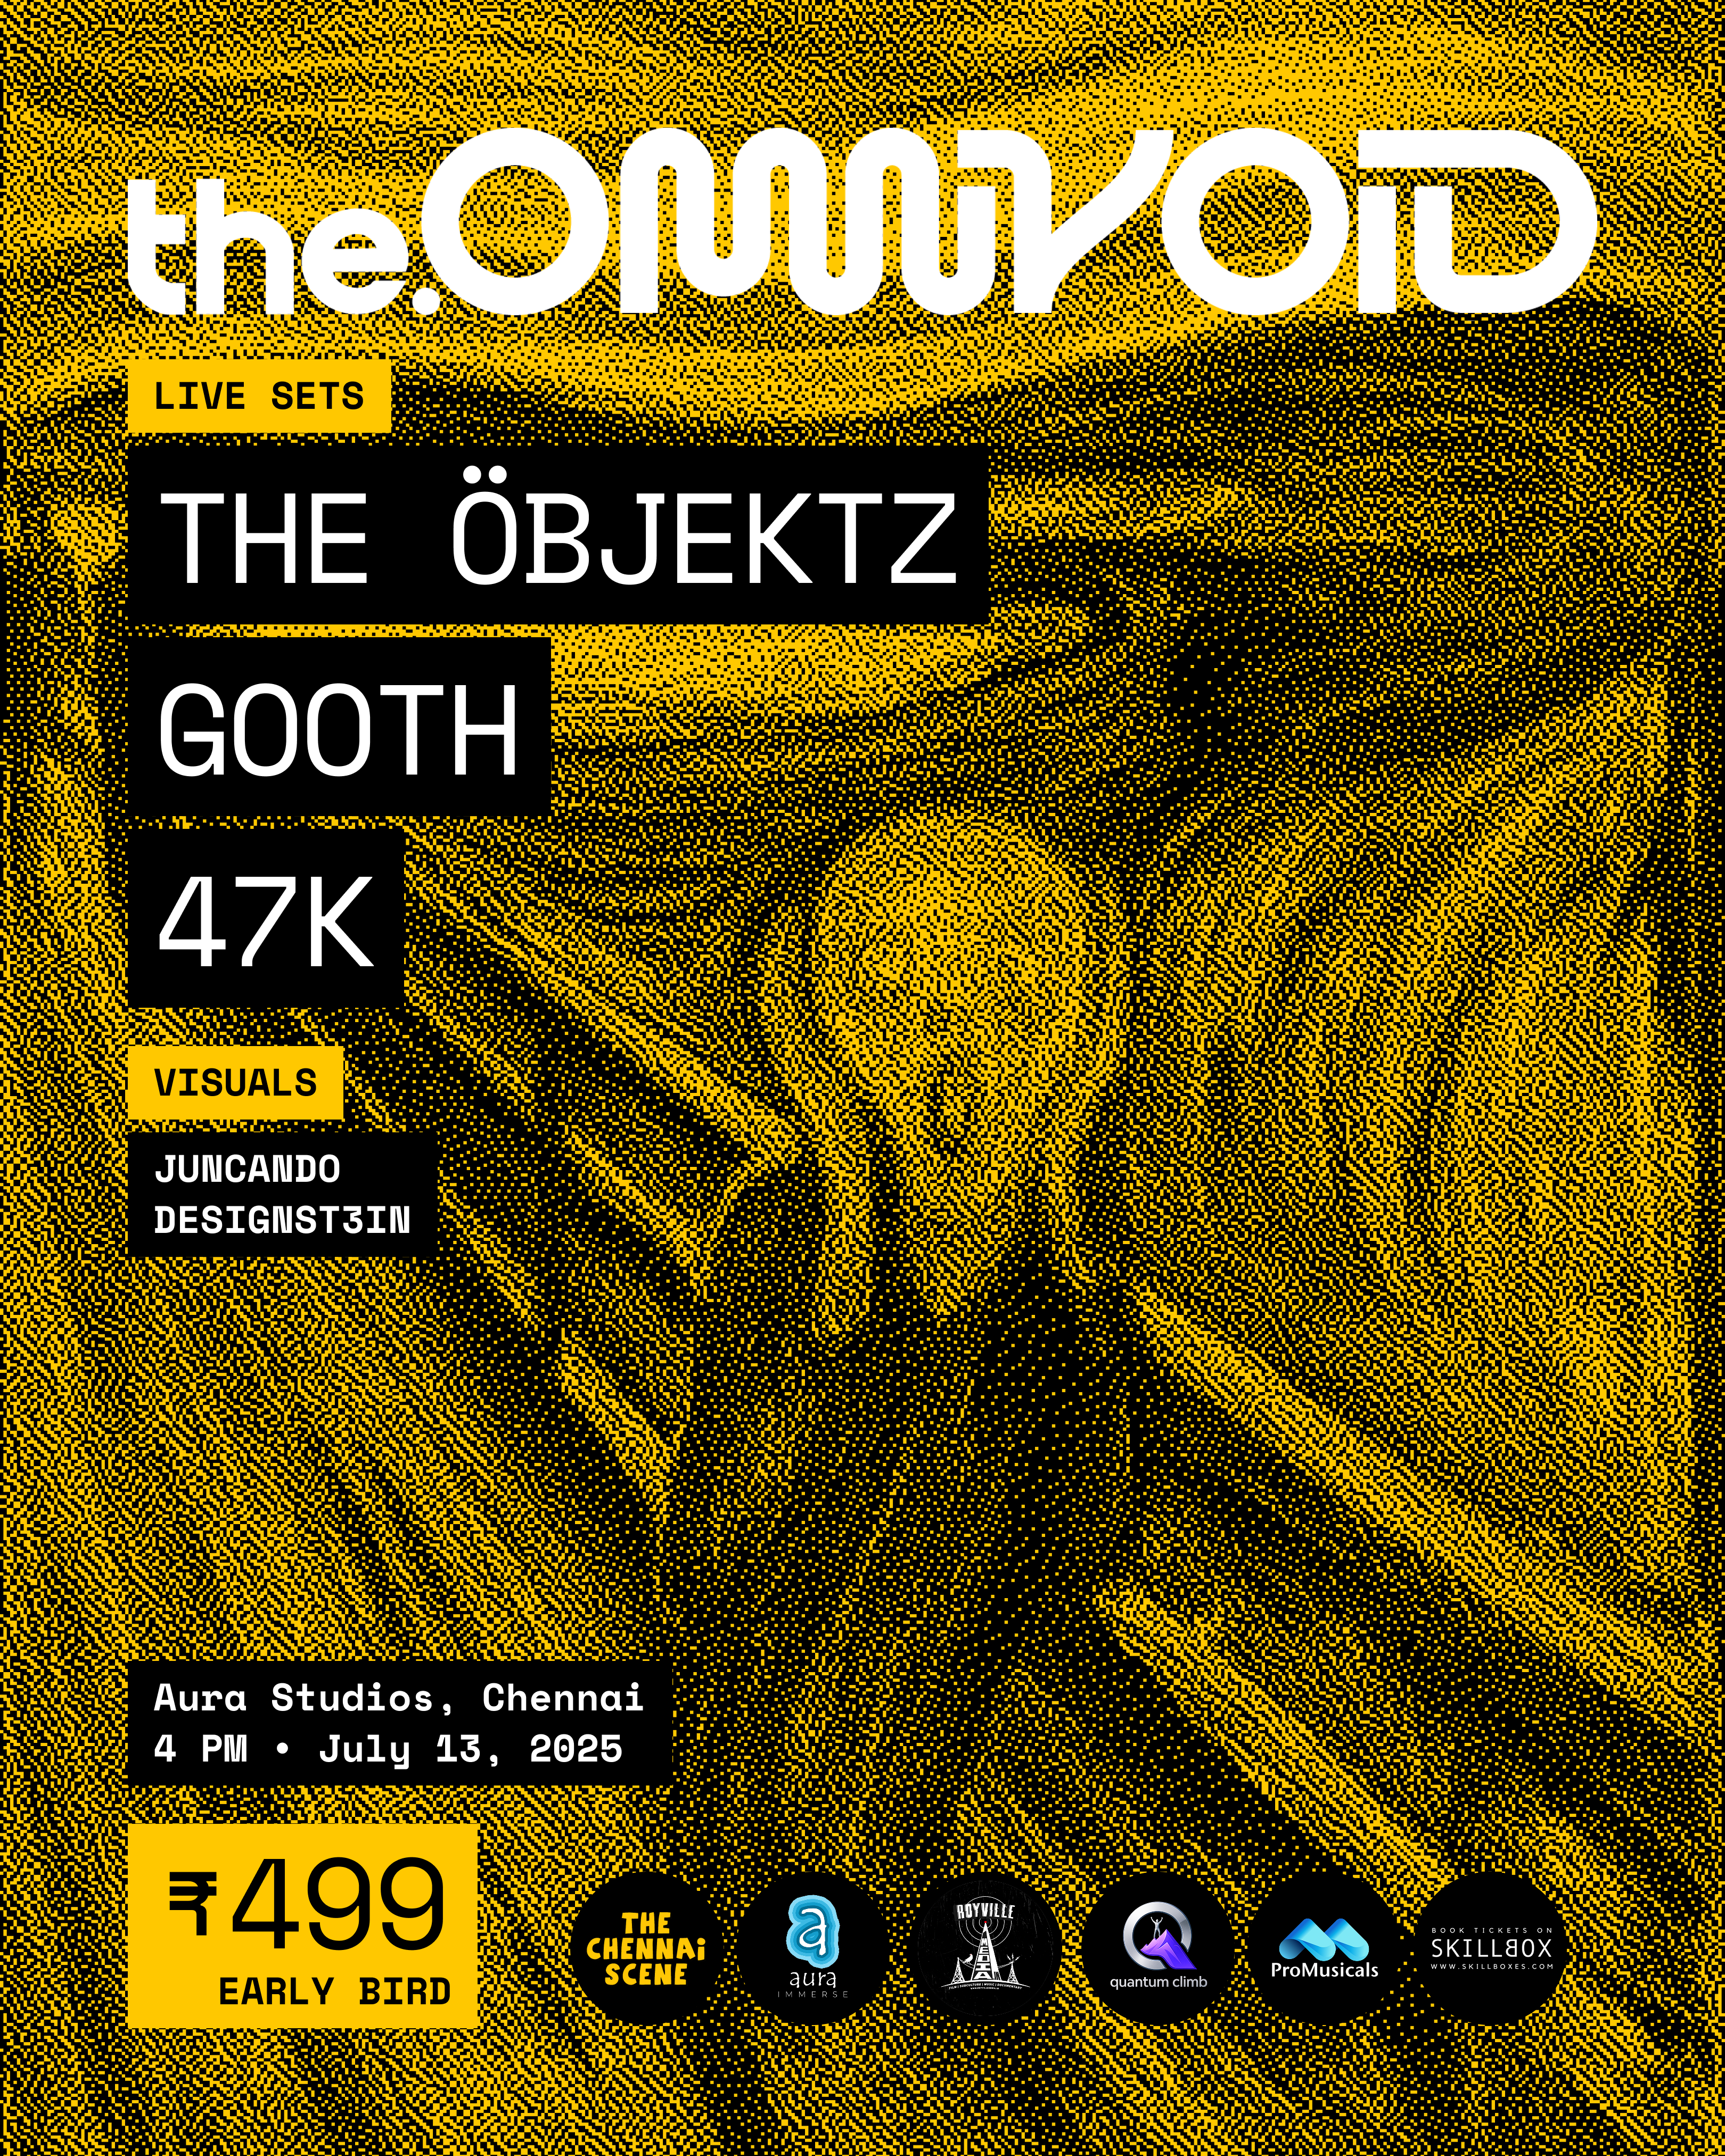 the.OMNIVOID
LIVE SETS
THE ÖBJEKTZ
GOOTH
47K
VISUALS
JUNCANDO
DESIGNST3IN
Aura Studios, Chennai
4 PM • July 13, 2025
₹499
EARLY BIRD
THE
CHENNAi
SCENE
a
aura
IMMERSE
ROYVILLE
MEDIA
quantum climb
ProMusicals
BOOK TICKETS ON
SKILLBOX
WWW.SKILLBOXES.COM